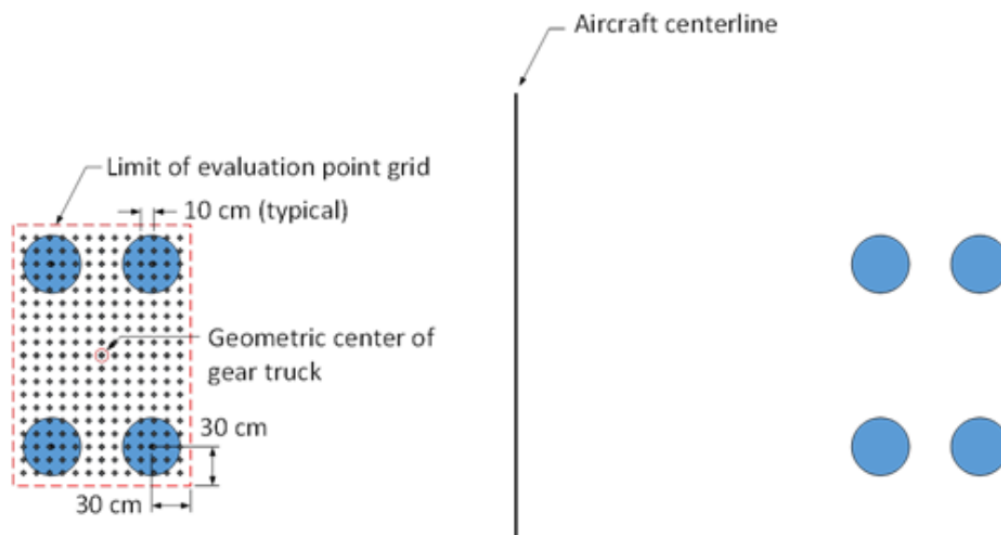 Aircraft centerline
Limit of evaluation point grid
10 cm (typical)
Geometric center of
gear truck
30 cm
30 cm